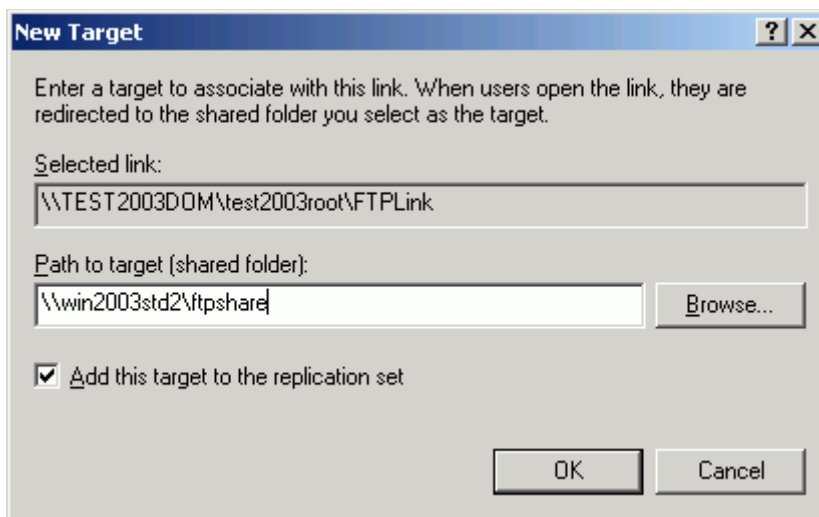 New Target
Enter a target to associate with this link. When users open the link, they are
redirected to the shared folder you select as the target.
Selected link:
\\TEST2003DOM\test2003root\FTPLink
Path to target (shared folder):
\\win2003std2\ftpshare
Browse...
Add this target to the replication set
OK
Cancel